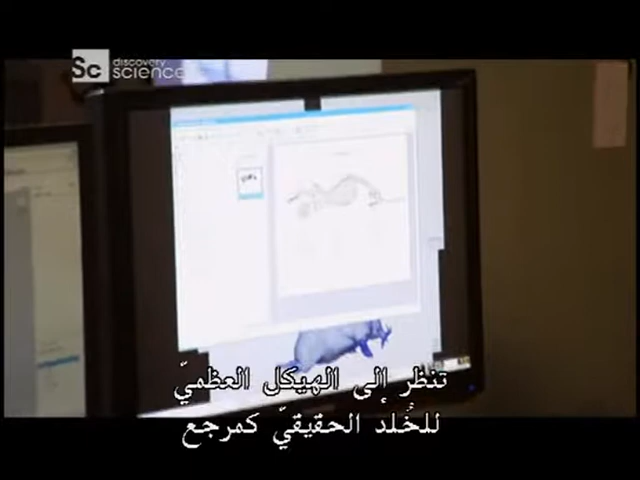 Sc discovery
science
تنظر إلى الهيكل العظميّ
للخُلد الحقيقيّ كمرجع